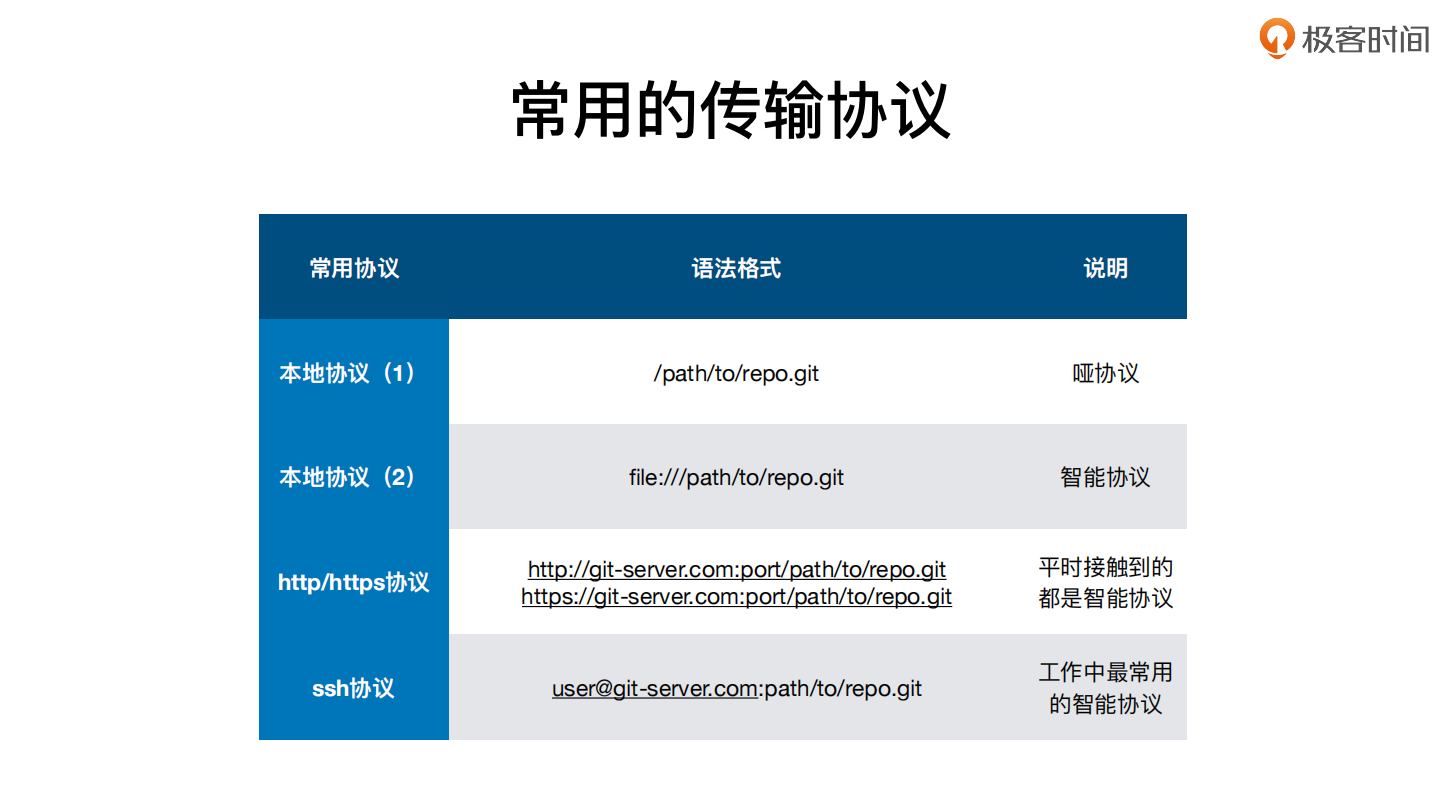 极客时间
常用的传输协议
常用协议 语法格式 说明
本地协议（1） /path/to/repo.git 哑协议
本地协议（2） file:///path/to/repo.git 智能协议
http/https协议
http://git-server.com:port/path/to/repo.git
https://git-server.com:port/path/to/repo.git
平时接触到的
都是智能协议
ssh协议
user@git-server.com:path/to/repo.git
工作中最常用
的智能协议